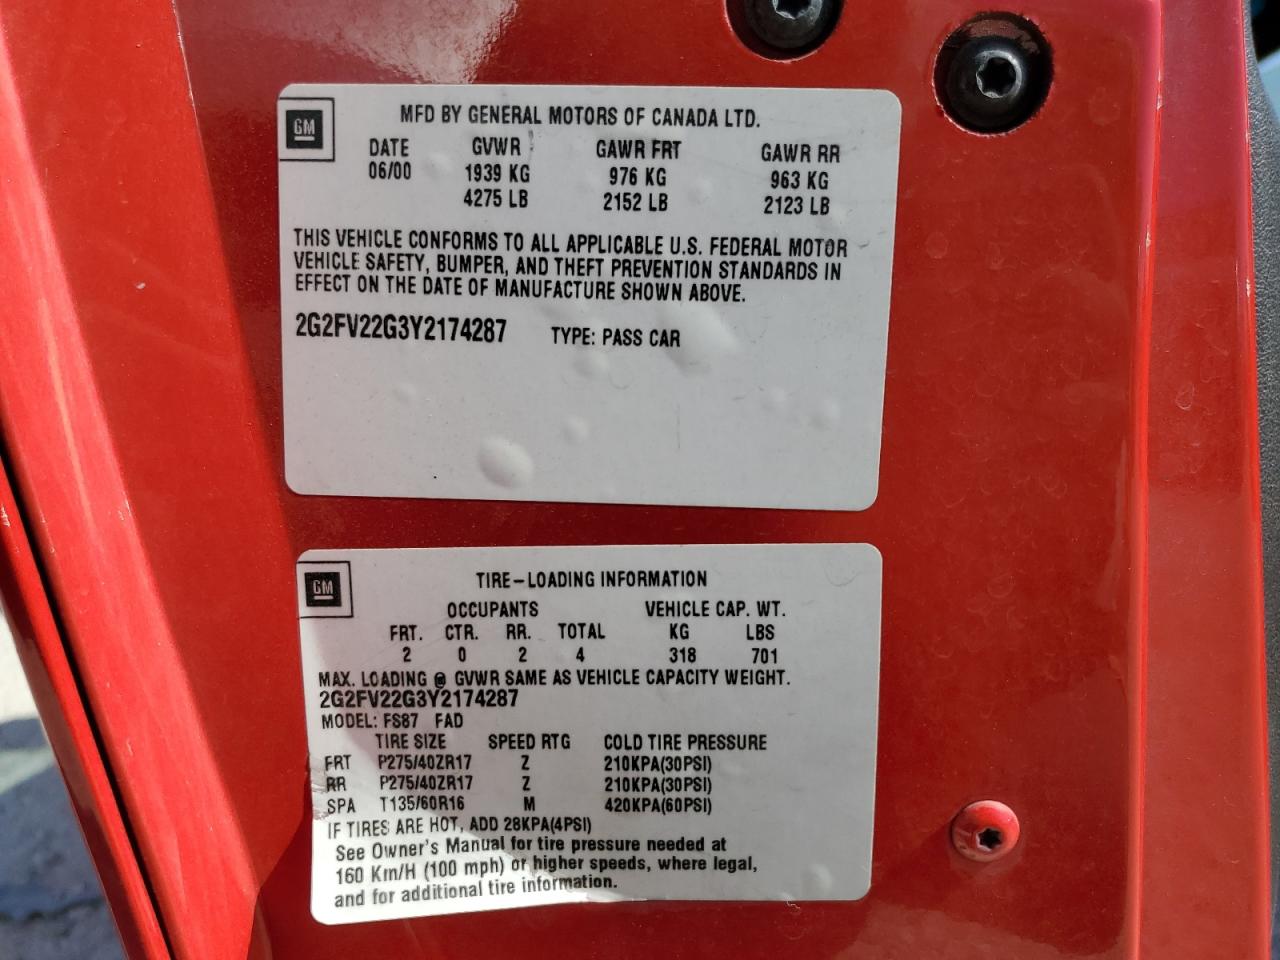 GM
MFD BY GENERAL MOTORS OF CANADA LTD.
DATE GVWR GAWR FRT GAWR RR
06/00 1939 KG 976 KG 963 KG
4275 LB 2152 LB 2123 LB
THIS VEHICLE CONFORMS TO ALL APPLICABLE U.S. FEDERAL MOTOR
VEHICLE SAFETY, BUMPER, AND THEFT PREVENTION STANDARDS IN
EFFECT ON THE DATE OF MANUFACTURE SHOWN ABOVE.
2G2FV22G3Y2174287 TYPE: PASS CAR
GM
TIRE-LOADING INFORMATION
OCCUPANTS VEHICLE CAP. WT.
FRT. CTR. RR. TOTAL KG LBS
2 0 2 4 318 701
MAX. LOADING @ GVWR SAME AS VEHICLE CAPACITY WEIGHT.
2G2FV22G3Y2174287
MODEL: FS87 FAD
TIRE SIZE SPEED RTG COLD TIRE PRESSURE
FRT P275/40ZR17 Z 210KPA(30PSI)
RR P275/40ZR17 Z 210KPA(30PSI)
SPA T135/60R16 M 420KPA(60PSI)
IF TIRES ARE HOT, ADD 28KPA(4PSI)
See Owner's Manual for tire pressure needed at
160 Km/H (100 mph) or higher speeds, where legal,
and for additional tire information.